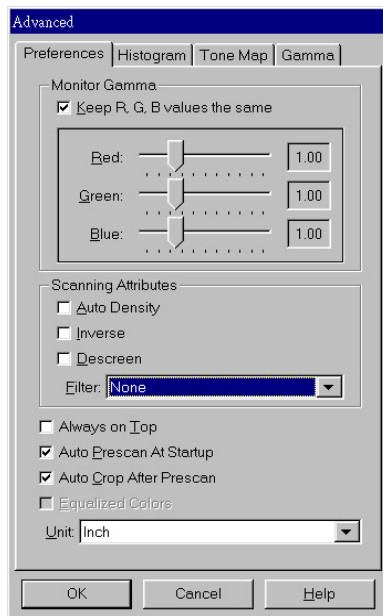 Advanced
Preferences Histogram Tone Map Gamma
Monitor Gamma
Keep R, G, B values the same
Red: 1.00
Green: 1.00
Blue: 1.00
Scanning Attributes
Auto Density
Inverse
Descreen
Filter: None
Always on Top
Auto Prescan At Startup
Auto Crop After Prescan
Equalized Colors
Unit: Inch
OK Cancel Help